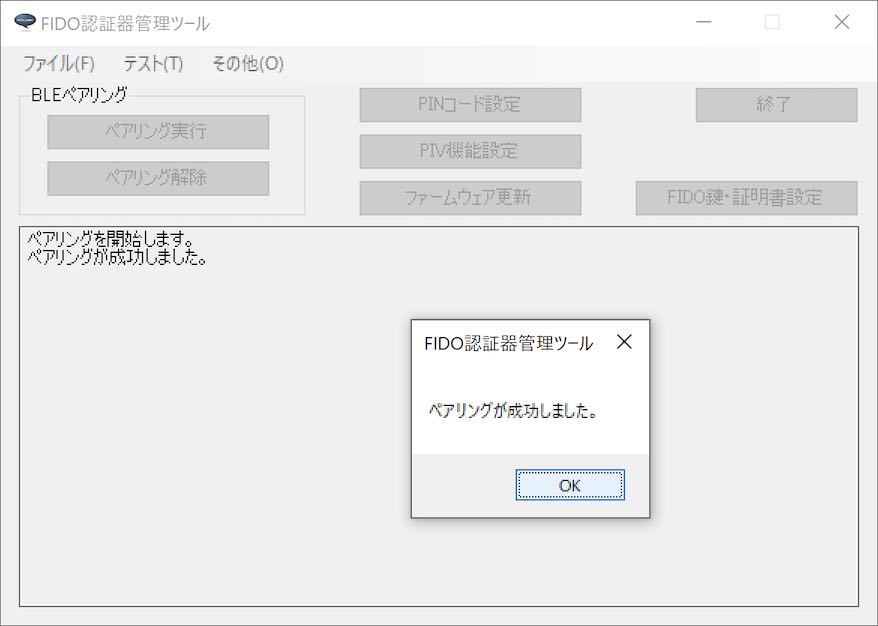 FIDO認証器管理ツール
ファイル(F) テスト(T) その他(O)
BLEペアリング
ペアリング実行
ペアリング解除
PINコード設定
PIV機能設定
ファームウェア更新
終了
FIDO鍵・証明書設定
ペアリングを開始します。
ペアリングが成功しました。
FIDO認証器管理ツール
ペアリングが成功しました。
OK